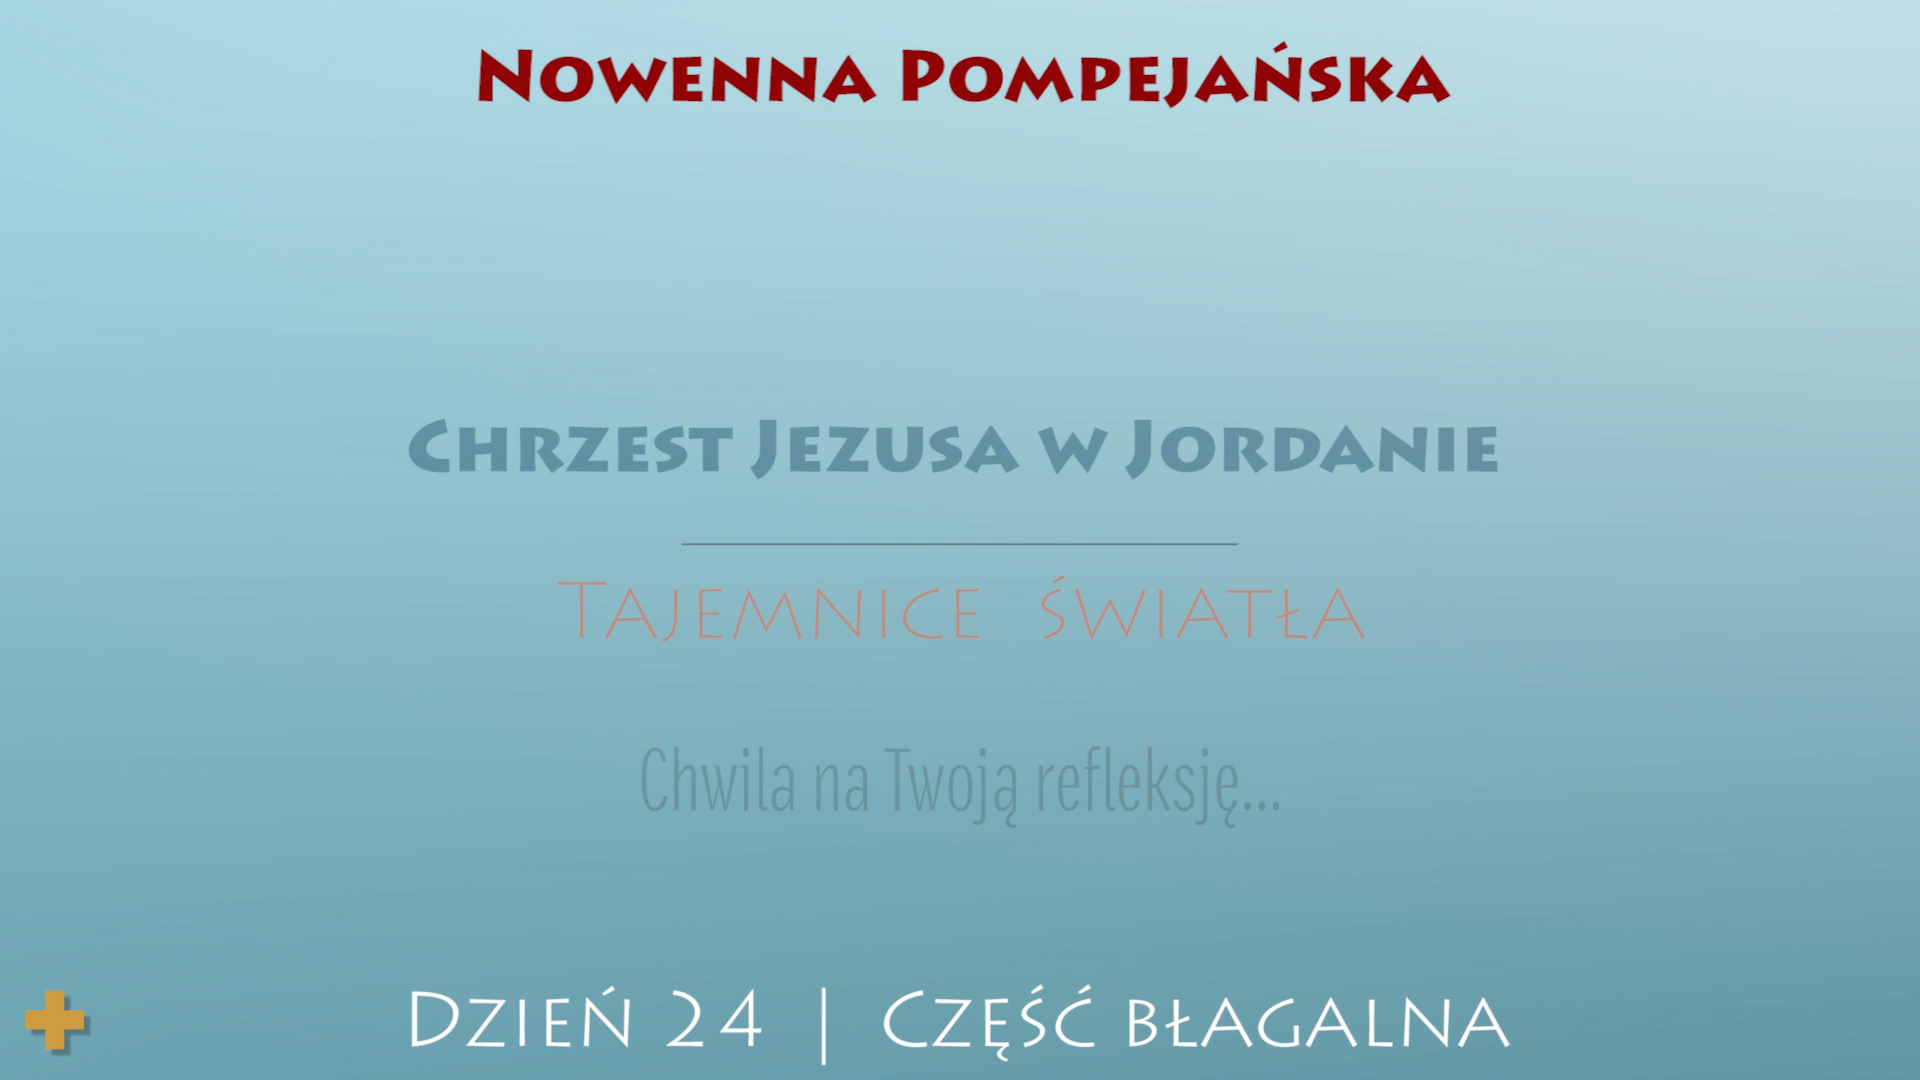 Nowenna Pompejańska
Chrzest Jezusa w Jordanie
Tajemnice światła
Chwila na Twoją refleksję...
Dzień 24 | Część błagalna